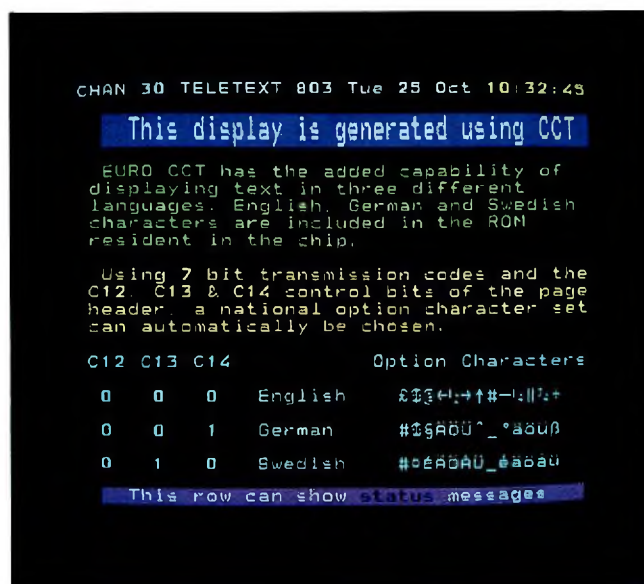 CHAN 30 TELETEXT 803 Tue 25 Oct 10:32:45
This display is generated using CCT
EURO CCT has the added capability of
displaying text in three different
languages. English, German and Swedish
characters are included in the ROM
resident in the chip.
Using 7 bit transmission codes and the
C12, C13 & C14 control bits of the page
header, a national option character set
can automatically be chosen.
C12 C13 C14 Option Characters
0 0 0 English
0 0 1 German
0 1 0 Swedish
This row can show status messages